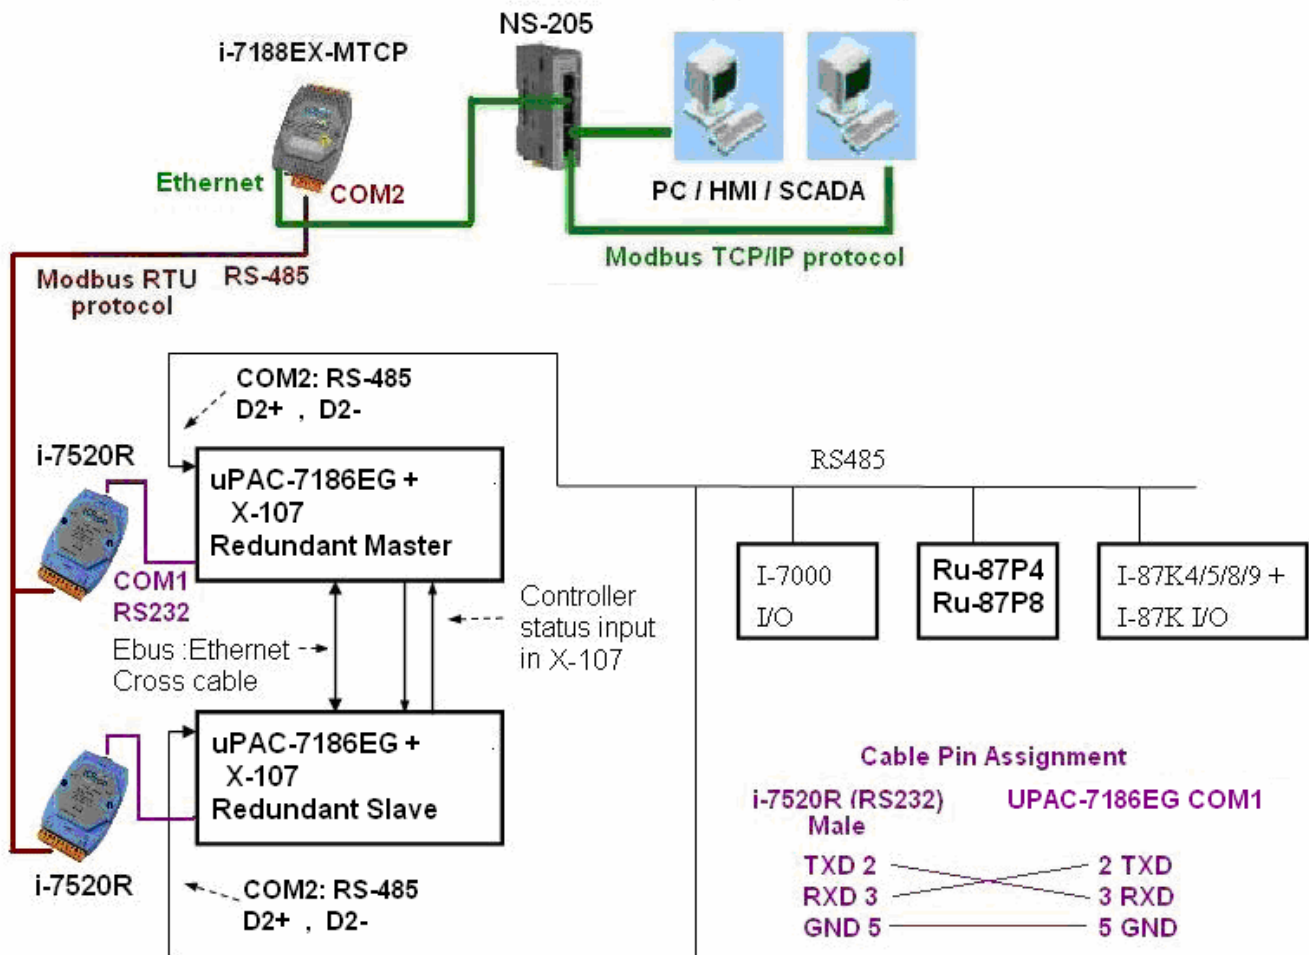 NS-205
i-7188EX-MTCP
Ethernet
COM2
PC / HMI / SCADA
Modbus TCP/IP protocol
Modbus RTU
protocol
RS-485
COM2: RS-485
D2+ , D2-
i-7520R
uPAC-7186EG +
X-107
Redundant Master
RS485
COM1
RS232
I-7000
I/O
Ru-87P4
Ru-87P8
I-87K4/5/8/9 +
I-87K I/O
Controller
status input
in X-107
Ebus :Ethernet
Cross cable
uPAC-7186EG +
X-107
Redundant Slave
i-7520R
COM2: RS-485
D2+ , D2-
Cable Pin Assignment
i-7520R (RS232)
Male
UPAC-7186EG COM1
TXD 2
2 TXD
RXD 3
3 RXD
GND 5
5 GND